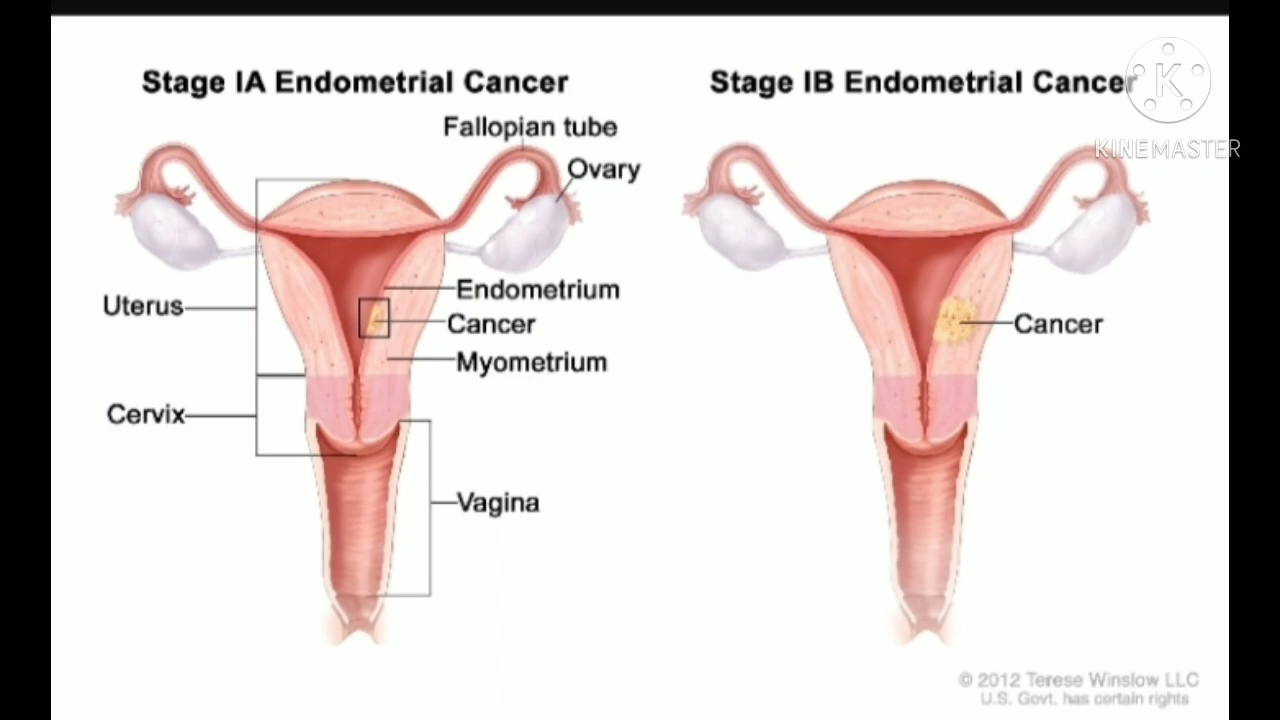 Stage IA Endometrial Cancer
Stage IB Endometrial Cancer
K
KINEMASTER
Fallopian tube
Ovary
Uterus
Endometrium
Cancer
Myometrium
Cervix
Vagina
Cancer
© 2012 Terese Winslow LLC
U.S. Govt. has certain rights